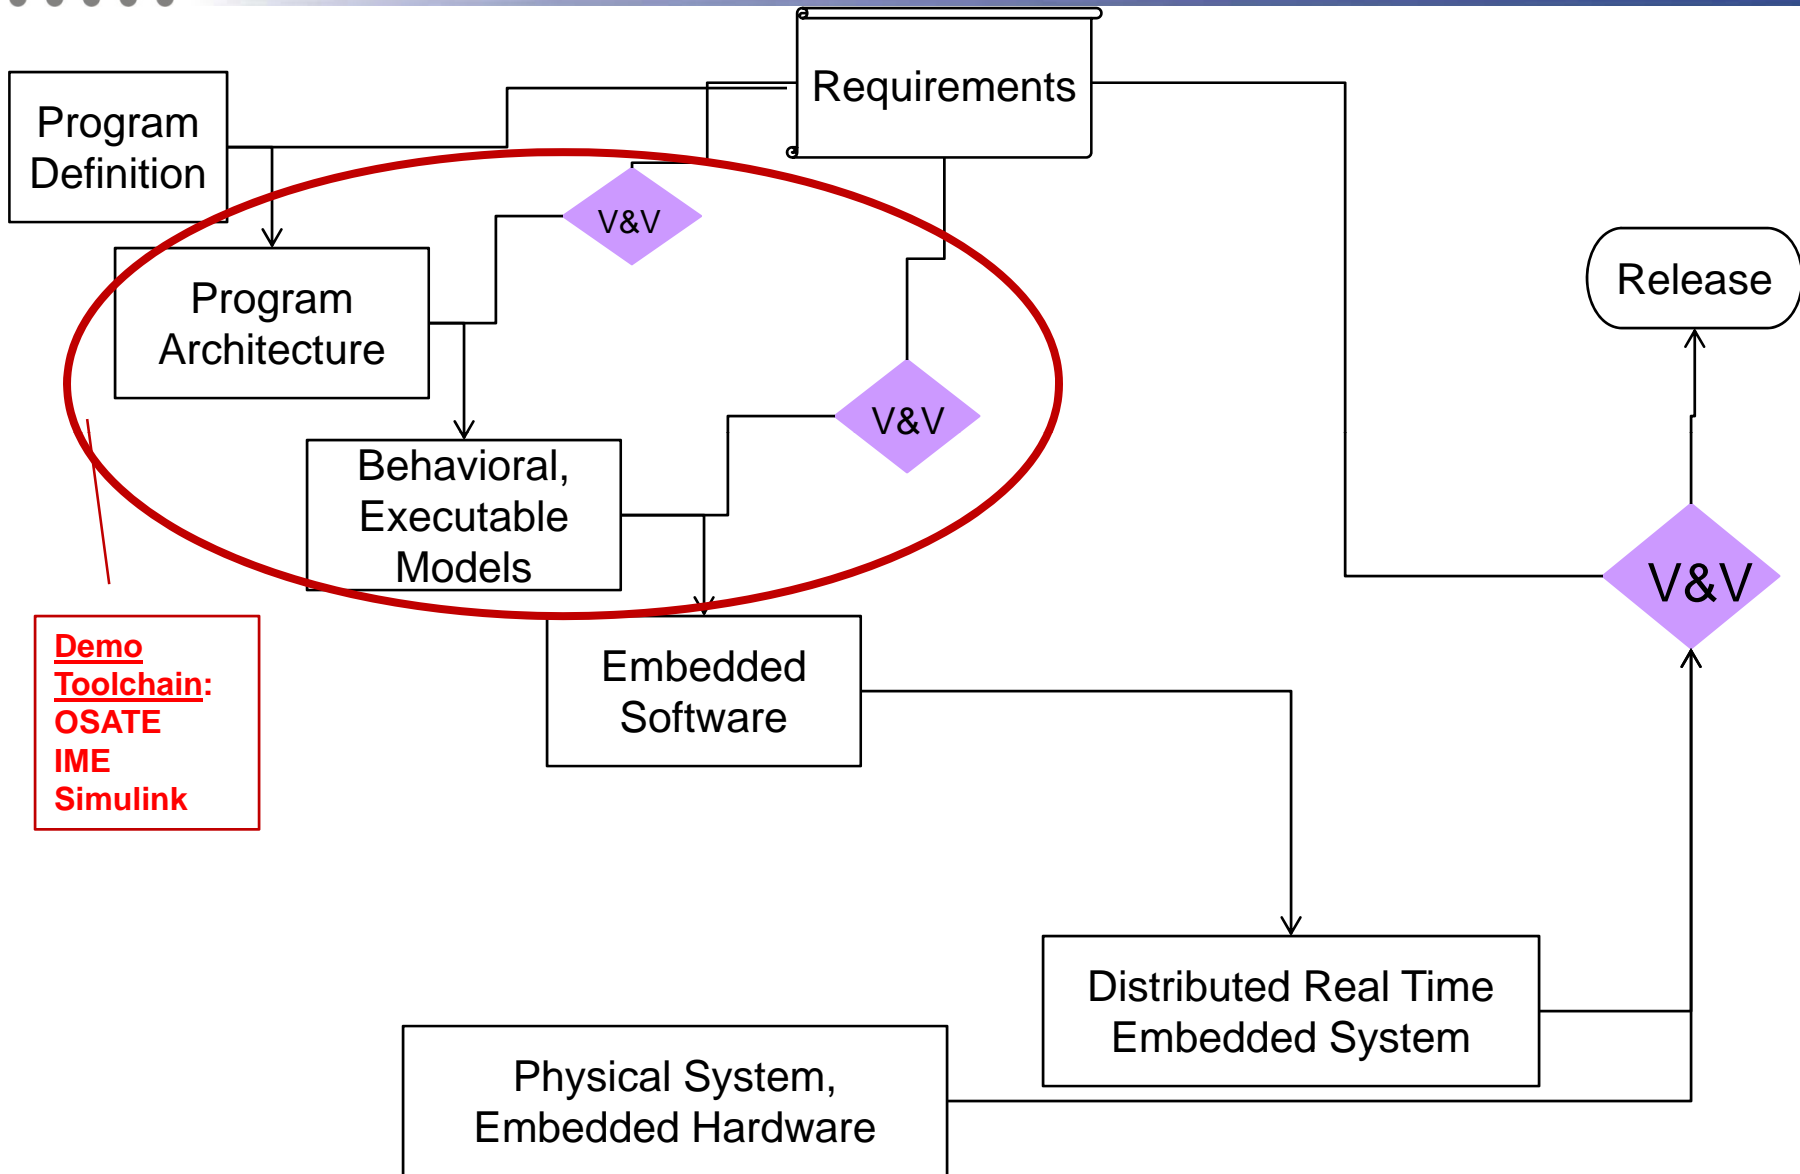 Requirements
Program
Definition
V&V
Program
Architecture
Release
V&V
Behavioral,
Executable
Models
V&V
Demo
Toolchain:
OSATE
IME
Simulink
Embedded
Software
Distributed Real Time
Embedded System
Physical System,
Embedded Hardware